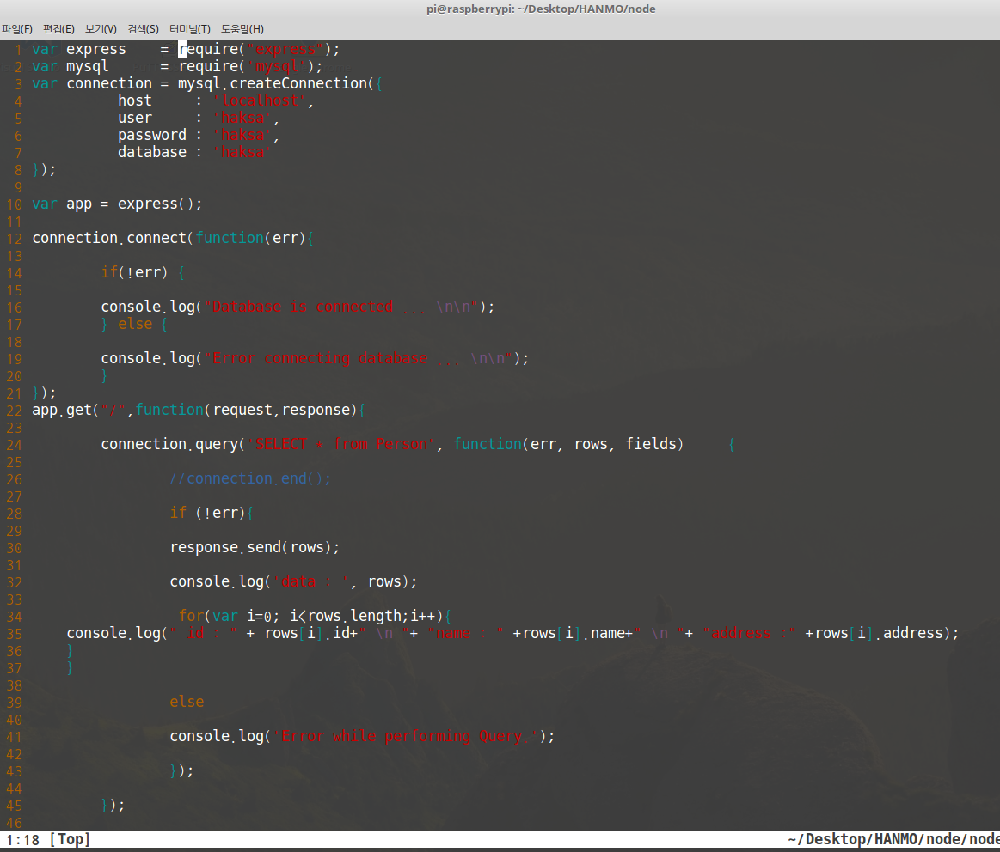 pi@raspberrypi: ~/Desktop/HANMO/node
파일(F) 편집(E) 보기(V) 검색(S) 터미널(T) 도움말(H)
1 var express    = require("express");
2 var mysql      = require('mysql');
3 var connection = mysql.createConnection({
4           host     : 'localhost',
5           user     : 'haksa',
6           password : 'haksa',
7           database : 'haksa'
8 });
9
10 var app = express();
11
12 connection.connect(function(err){
13
14         if(!err) {
15
16         console.log("Database is connected ... \n\n");
17         } else {
18
19         console.log("Error connecting database ... \n\n");
20         }
21 });
22 app.get("/",function(request,response){
23
24         connection.query('SELECT * from Person', function(err, rows, fields)     {
25
26                 //connection.end();
27
28                 if (!err){
29
30                 response.send(rows);
31
32                 console.log('data : ', rows);
33
34                  for(var i=0; i<rows.length;i++){
35     console.log(" id : " + rows[i].id+" \n "+ "name : " +rows[i].name+" \n "+ "address :" +rows[i].address);
36     }
37     }
38
39                 else
40
41                 console.log('Error while performing Query.');
42
43                 });
44
45         });
46
1:18 [Top] ~/Desktop/HANMO/node/node